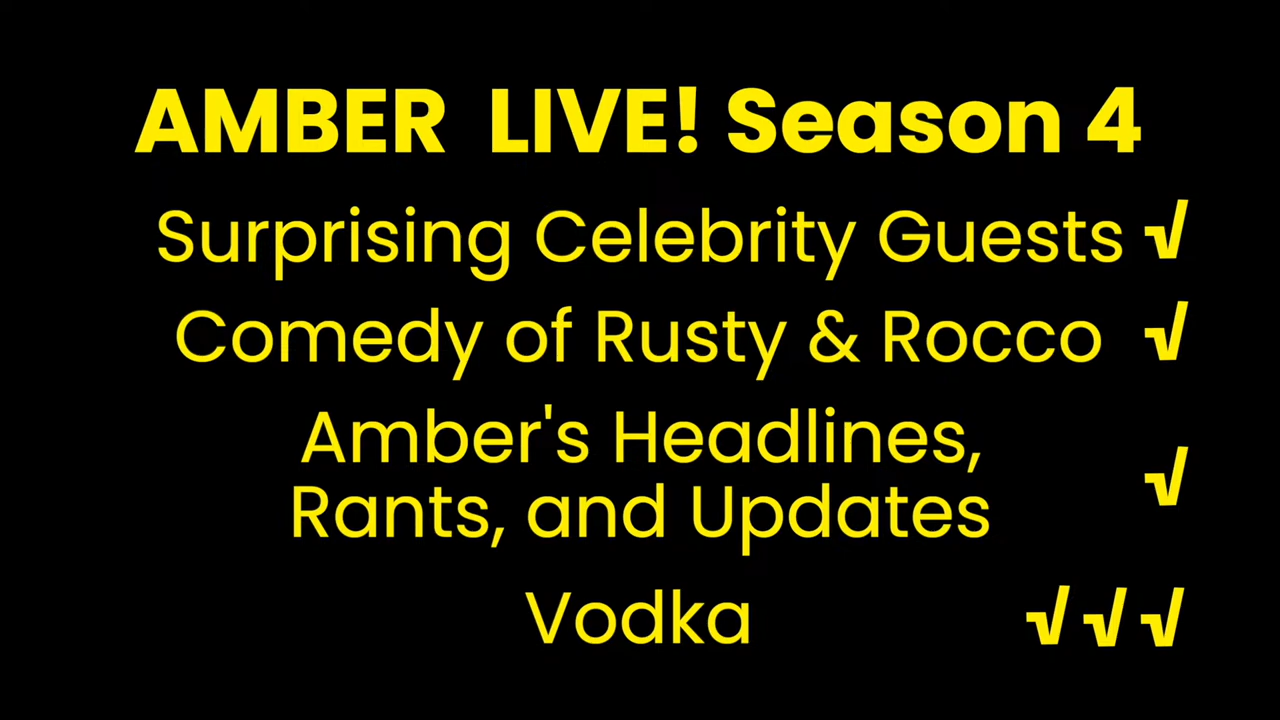 AMBER LIVE! Season 4
Surprising Celebrity Guests √
Comedy of Rusty & Rocco √
Amber's Headlines,
Rants, and Updates √
Vodka √ √ √